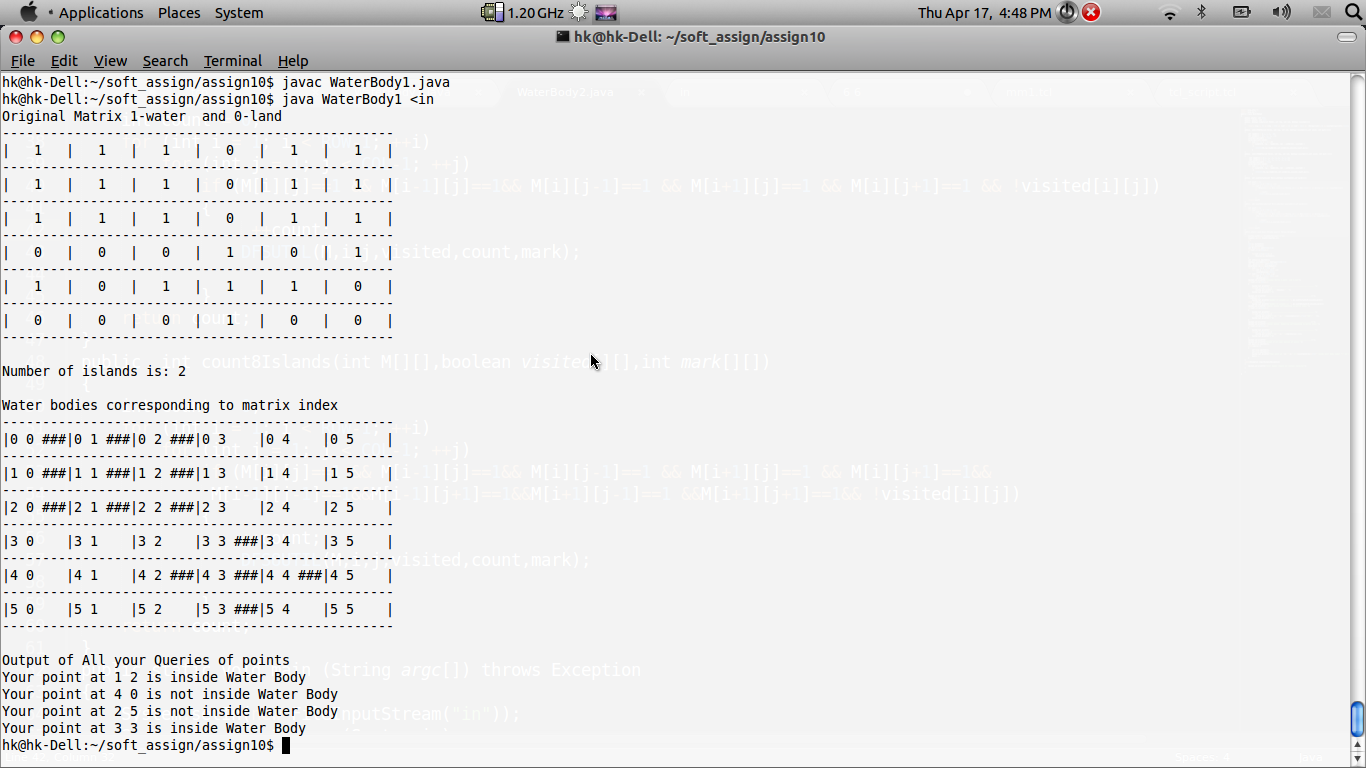 Applications Places System 1.20 GHz Thu Apr 17, 4:48 PM
hk@hk-Dell: ~/soft_assign/assign10
File Edit View Search Terminal Help
hk@hk-Dell:~/soft_assign/assign10$ javac WaterBody1.java
hk@hk-Dell:~/soft_assign/assign10$ java WaterBody1 <in
Original Matrix 1-water  and 0-land
-------------------------------------------------
|   1   |   1   |   1   |   0   |   1   |   1   |
-------------------------------------------------
|   1   |   1   |   1   |   0   |   1   |   1   |
-------------------------------------------------
|   1   |   1   |   1   |   0   |   1   |   1   |
-------------------------------------------------
|   0   |   0   |   0   |   1   |   0   |   1   |
-------------------------------------------------
|   1   |   0   |   1   |   1   |   1   |   0   |
-------------------------------------------------
|   0   |   0   |   0   |   1   |   0   |   0   |
-------------------------------------------------
Number of islands is: 2
Water bodies corresponding to matrix index
-------------------------------------------------
|0 0 ###|0 1 ###|0 2 ###|0 3    |0 4    |0 5    |
-------------------------------------------------
|1 0 ###|1 1 ###|1 2 ###|1 3    |1 4    |1 5    |
-------------------------------------------------
|2 0 ###|2 1 ###|2 2 ###|2 3    |2 4    |2 5    |
-------------------------------------------------
|3 0    |3 1    |3 2    |3 3 ###|3 4    |3 5    |
-------------------------------------------------
|4 0    |4 1    |4 2 ###|4 3 ###|4 4 ###|4 5    |
-------------------------------------------------
|5 0    |5 1    |5 2    |5 3 ###|5 4    |5 5    |
-------------------------------------------------
Output of All your Queries of points
Your point at 1 2 is inside Water Body
Your point at 4 0 is not inside Water Body
Your point at 2 5 is not inside Water Body
Your point at 3 3 is inside Water Body
hk@hk-Dell:~/soft_assign/assign10$